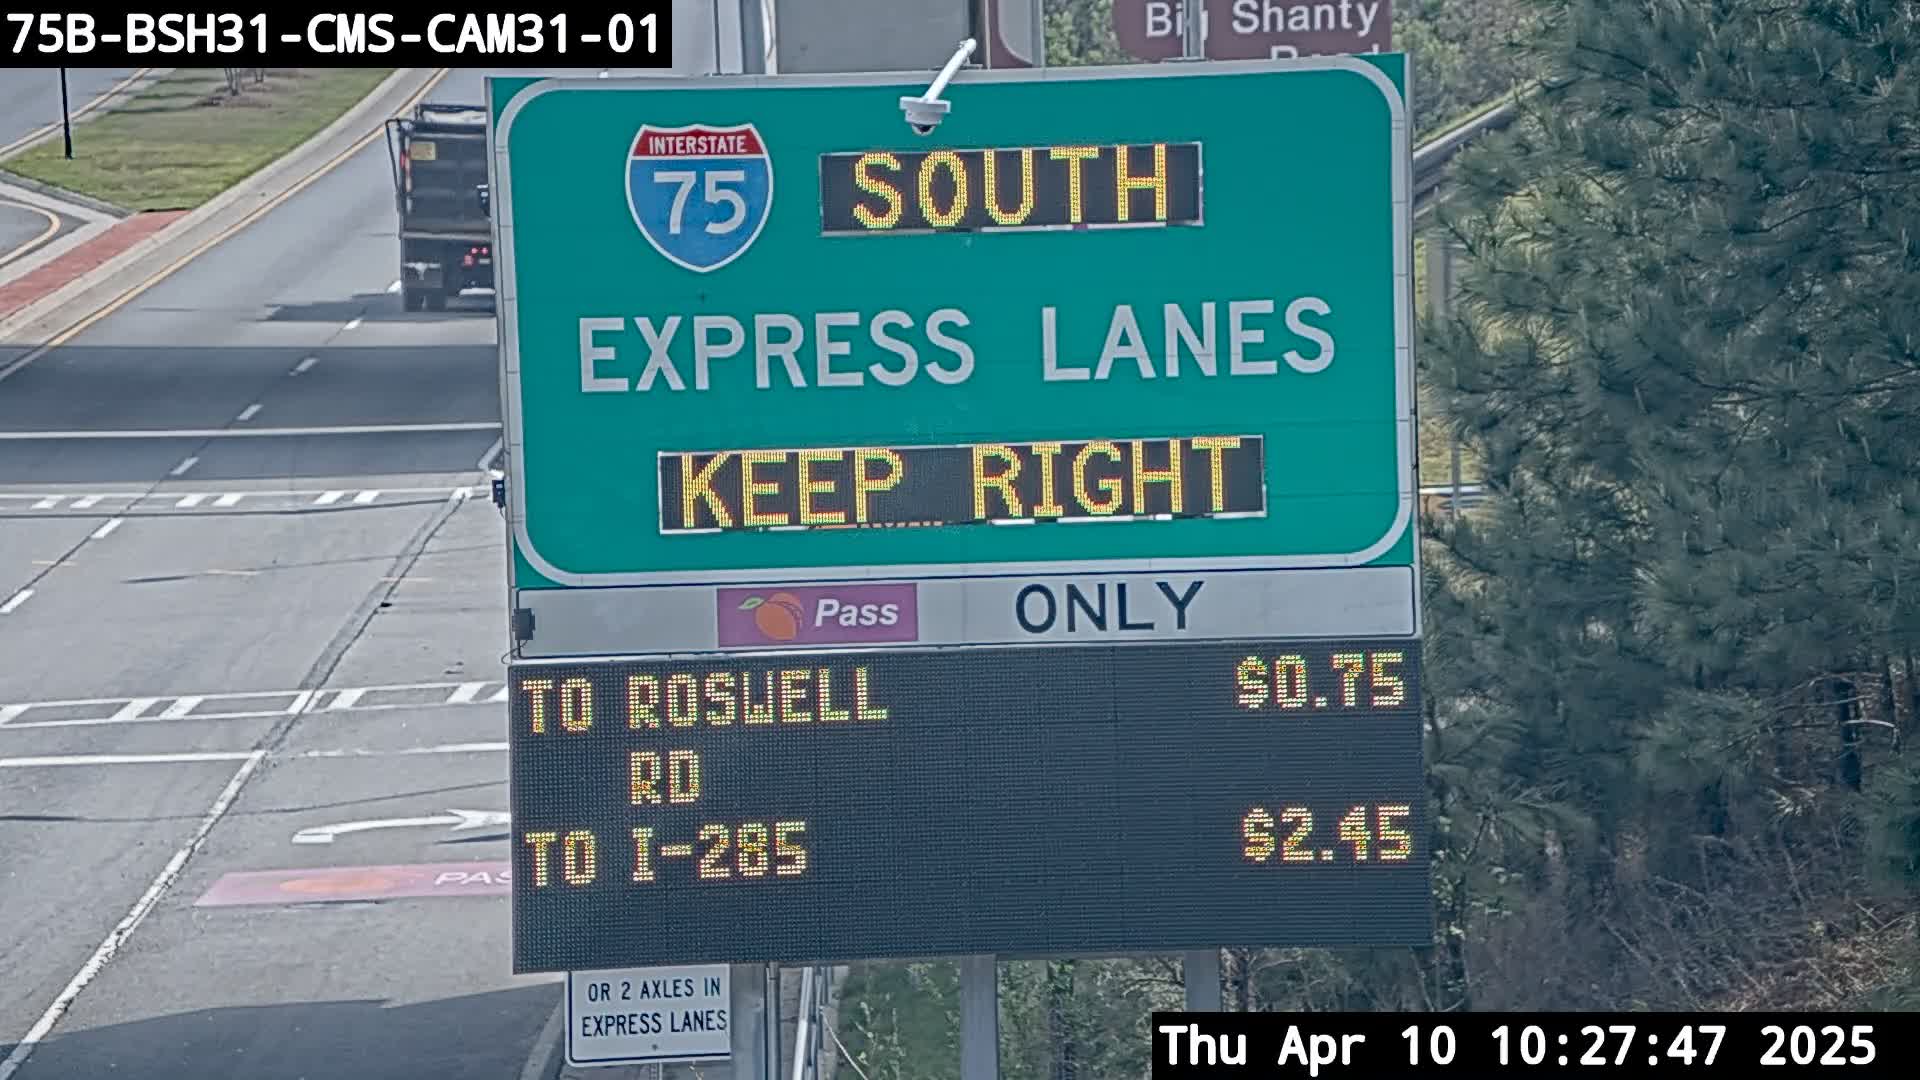 75B-BSH31-CMS-CAM31-01
Big Shanty
Road
INTERSTATE
75
SOUTH
EXPRESS LANES
KEEP RIGHT
Pass
ONLY
TO ROSWELL $0.75
RD
TO I-285 $2.45
PAS
OR 2 AXLES IN
EXPRESS LANES
Thu Apr 10 10:27:47 2025